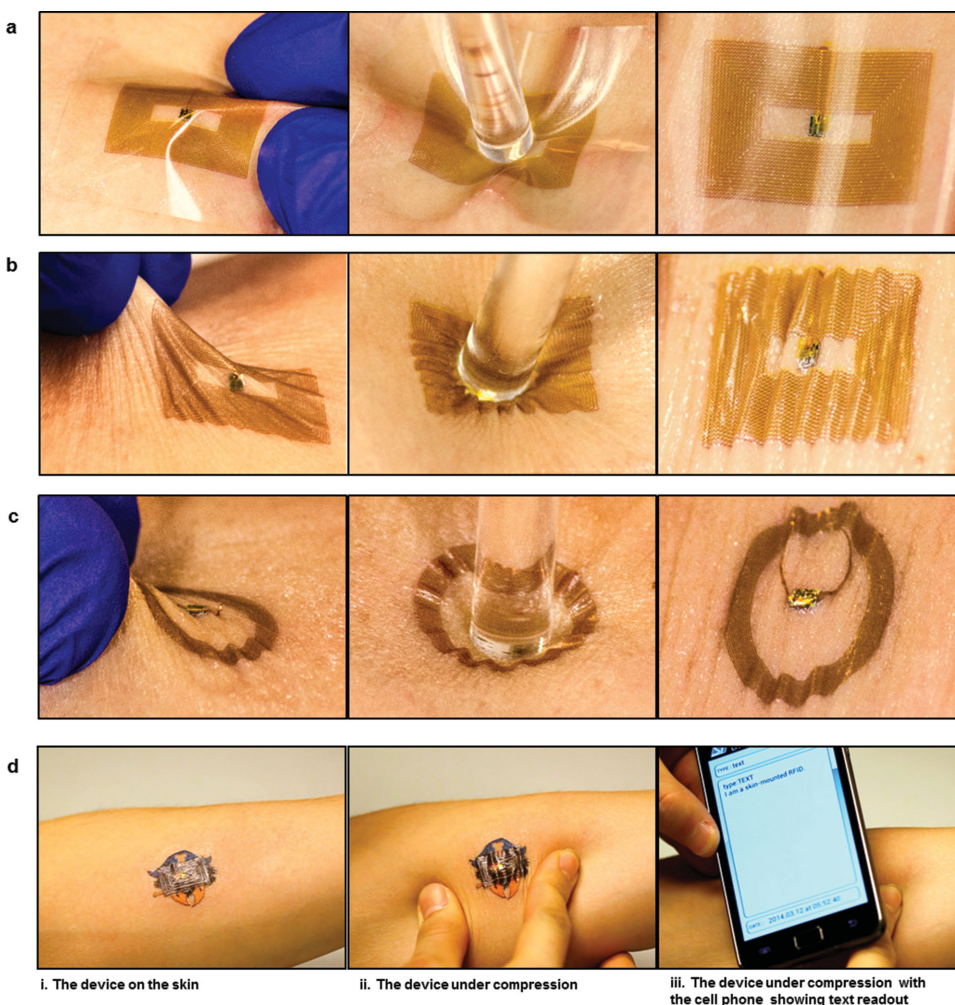 a
b
c
d
TYPE: text
type:TEXT
I am a skin-mounted RFID.
DATE: 2014.03.12 at 05:52:40
i. The device on the skin
ii. The device under compression
iii. The device under compression with
the cell phone showing text readout